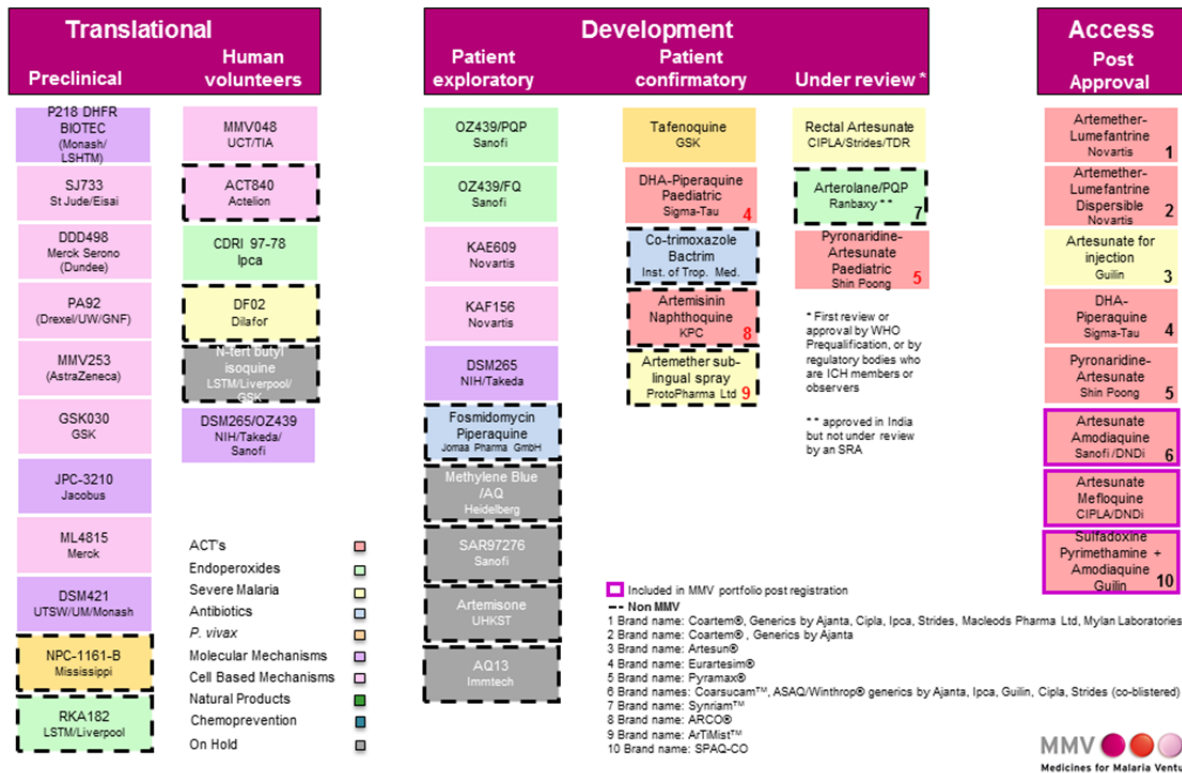 Translational
Preclinical
Human
volunteers
Development
Patient
exploratory
Patient
confirmatory
Under review *
Access
Post
Approval
P218 DHFR
BIOTEC
(Monash/
LSHTM)
SJ733
St Jude/Eisai
DDD498
Merck Serono
(Dundee)
PA92
(Drexel/UW/GNF)
MMV253
(AstraZeneca)
GSK030
GSK
JPC-3210
Jacobus
ML4815
Merck
DSM421
UTSW/UM/Monash
NPC-1161-B
Mississippi
RKA182
LSTM/Liverpool
MMV048
UCT/TIA
ACT840
Actelion
CDRI 97-78
Ipca
DF02
Dilafor
N-tert butyl
isoquine
LSTM/Liverpool/
GSK
DSM265/OZ439
NIH/Takeda/
Sanofi
ACT's
Endoperoxides
Severe Malaria
Antibiotics
P. vivax
Molecular Mechanisms
Cell Based Mechanisms
Natural Products
Chemoprevention
On Hold
OZ439/PQP
Sanofi
OZ439/FQ
Sanofi
KAE609
Novartis
KAF156
Novartis
DSM265
NIH/Takeda
Fosmidomycin
Piperaquine
Jomaa Pharma GmbH
Methylene Blue
/AQ
Heidelberg
SAR97276
Sanofi
Artemisone
UHKST
AQ13
Immtech
Tafenoquine
GSK
DHA-Piperaquine
Paediatric
Sigma-Tau 4
Co-trimoxazole
Bactrim
Inst. of Trop. Med.
Artemisinin
Naphthoquine
KPC 8
Artemether sub-
lingual spray
ProtoPharma Ltd 9
Rectal Artesunate
CIPLA/Strides/TDR
Arterolane/PQP
Ranbaxy ** 7
Pyronaridine-
Artesunate
Paediatric
Shin Poong 5
* First review or
approval by WHO
Prequalification, or by
regulatory bodies who
are ICH members or
observers
** approved in India
but not under review
by an SRA
Artemether-
Lumefantrine
Novartis 1
Artemether-
Lumefantrine
Dispersible
Novartis 2
Artesunate for
injection
Guilin 3
DHA-
Piperaquine
Sigma-Tau 4
Pyronaridine-
Artesunate
Shin Poong 5
Artesunate
Amodiaquine
Sanofi/DNDi 6
Artesunate
Mefloquine
CIPLA/DNDi
Sulfadoxine
Pyrimethamine +
Amodiaquine
Guilin 10
Included in MMV portfolio post registration
Non MMV
1 Brand name: Coartem®, Generics by Ajanta, Cipla, Ipca, Strides, Macleods Pharma Ltd, Mylan Laboratories
2 Brand name: Coartem®, Generics by Ajanta
3 Brand name: Artesun®
4 Brand name: Eurartesim®
5 Brand name: Pyramax®
6 Brand names: Coarsucam™, ASAQ/Winthrop® generics by Ajanta, Ipca, Guilin, Cipla, Strides (co-blistered)
7 Brand name: Synriam™
8 Brand name: ARCO®
9 Brand name: ArTiMist™
10 Brand name: SPAQ-CO
MMV
Medicines for Malaria Ventu